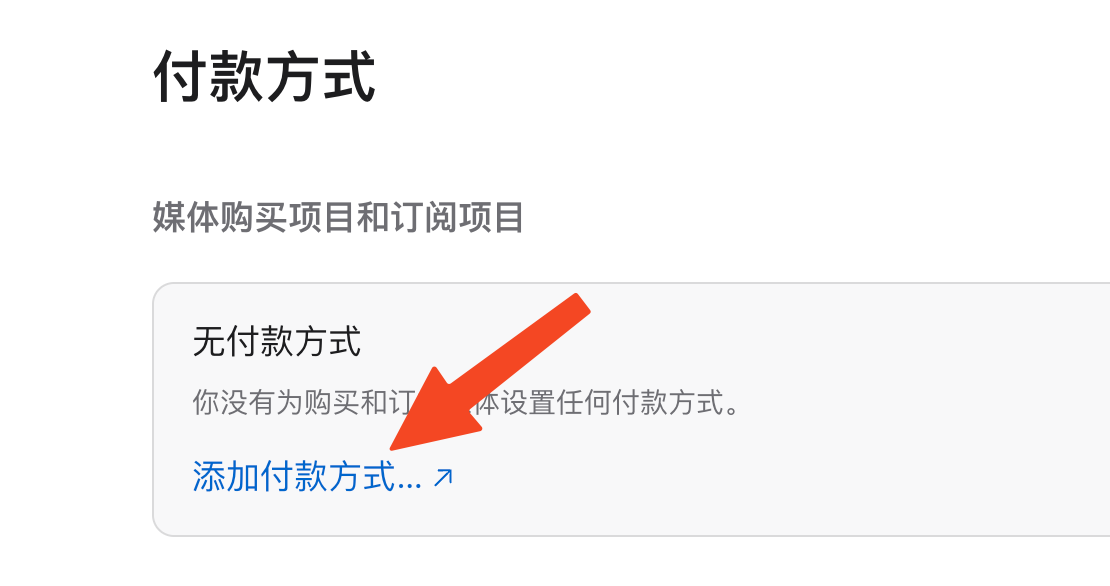 付款方式
媒体购买项目和订阅项目
无付款方式
你没有为购买和订 体设置任何付款方式。
添加付款方式... ↗